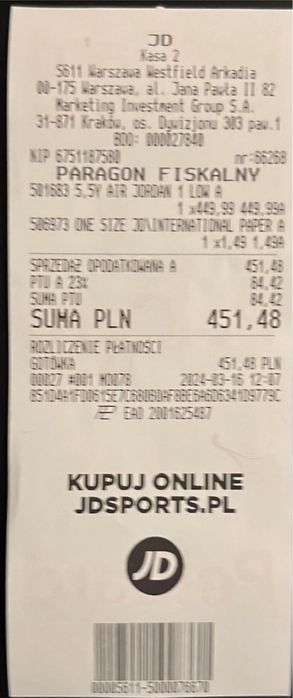 JD
Kasa 2
5611 Warszawa Westfield Arkadia
00-175 Warszawa, al. Jana Pawła II 82
Marketing Investment Group S.A.
31-871 Kraków, os. Dywizjonu 303 paw.1
BDO: 000027840
NIP 6751187580 nr:66268
PARAGON FISKALNY
501683 5,5Y AIR JORDAN 1 LOW A
1 x449,99 449,99A
506973 ONE SIZE JD\INTERNATIONAL PAPER A
1 x1,49 1,49A
SPRZEDAŻ OPODATKOWANA A 451,48
PTU A 23% 84,42
SUMA PTU 84,42
SUMA PLN 451,48
ROZLICZENIE PŁATNOŚCI
GOTÓWKA 451,48 PLN
00027 #001 M0078 2024-03-16 12:07
EAD 2001625487
KUPUJ ONLINE
JDSPORTS.PL
JD